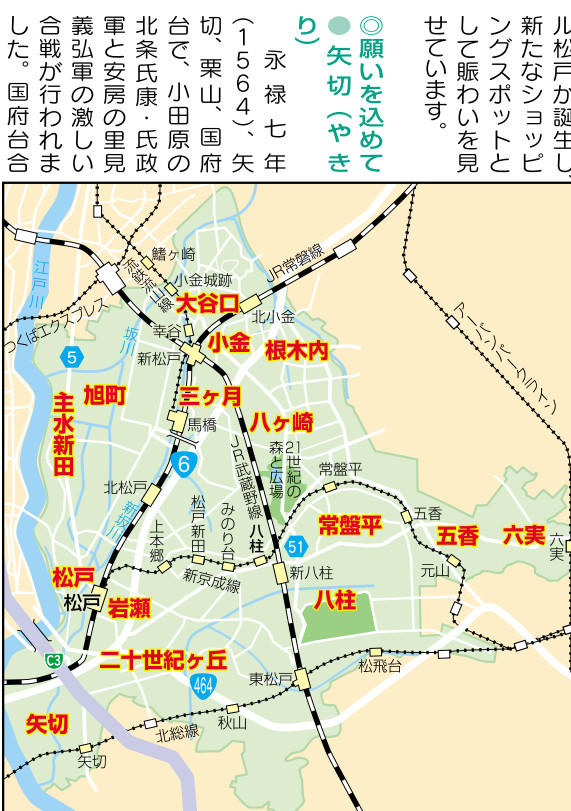 ル松戸が誕生し、
新たなショッピ
ングスポットと
して賑わいを見
せています。
◎願いを込めて
●矢切（やき
り）
永禄七年
（1564）、矢
切、栗山、国府
台で、小田原の
北条氏康・氏政
軍と安房の里見
義弘軍の激しい
合戦が行われま
した。国府台合
鰭ヶ崎
流鉄流山線
小金城跡
JR常磐線
アーバンパークライン
江戸川
大谷口
つくばエクスプレス
坂川
幸谷
北小金
小金
根木内
5
新松戸
旭町
三ヶ月
主水新田
馬橋
八ヶ崎
6
JR武蔵野線
21世紀の
森と広場
常盤平
北松戸
新坂川
松戸新田
みのり台
八柱
常盤平
五香
五香
六実
六実
上本郷
51
元山
新京成線
新八柱
松戸
松戸
岩瀬
八柱
C3
二十世紀ヶ丘
464
東松戸
松飛台
矢切
秋山
北総線
矢切